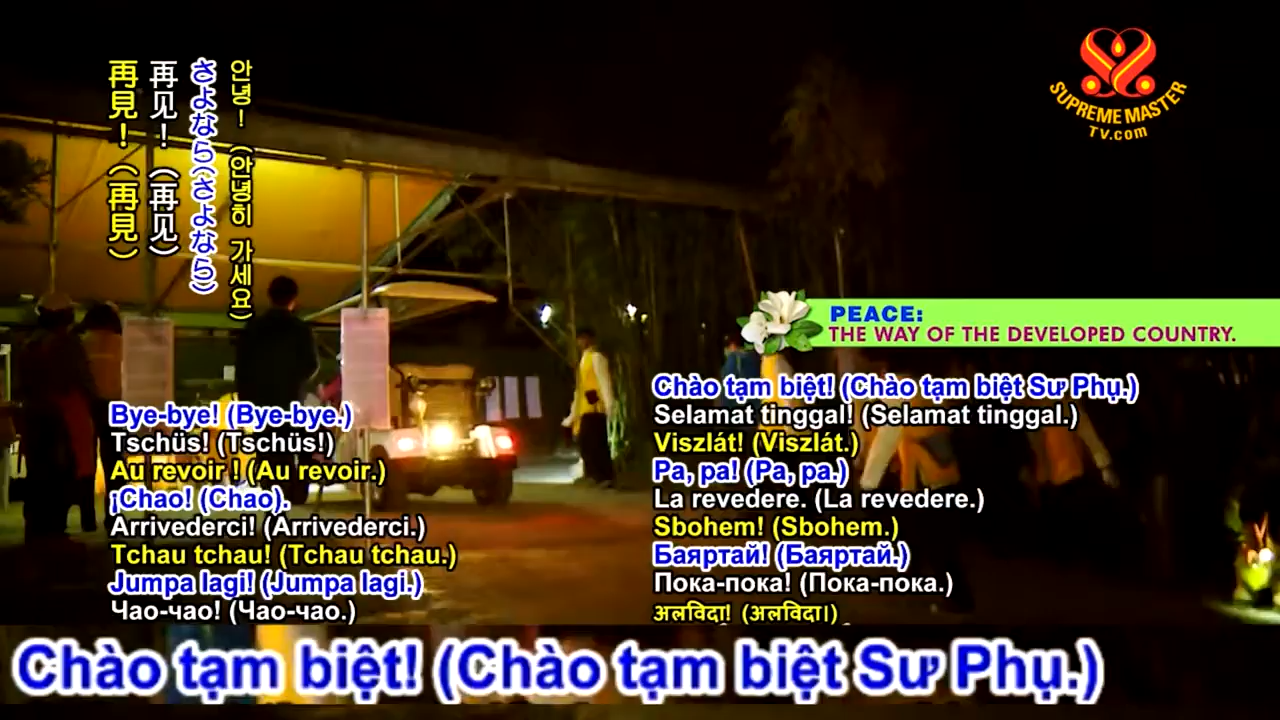 再見！（再見）
再见！（再见）
さよなら（さよなら）
안녕！（안녕히 가세요）
SUPREME MASTER
TV.com
PEACE:
THE WAY OF THE DEVELOPED COUNTRY.
Bye-bye! (Bye-bye.)
Tschüs! (Tschüs!)
Au revoir ! (Au revoir.)
¡Chao! (Chao).
Arrivederci! (Arrivederci.)
Tchau tchau! (Tchau tchau.)
Jumpa lagi! (Jumpa lagi.)
Чао-чао! (Чао-чао.)
Chào tạm biệt! (Chào tạm biệt Sư Phụ.)
Selamat tinggal! (Selamat tinggal.)
Viszlát! (Viszlát.)
Pa, pa! (Pa, pa.)
La revedere. (La revedere.)
Sbohem! (Sbohem.)
Баяртай! (Баяртай.)
Пока-пока! (Пока-пока.)
अलविदा! (अलविदा।)
Chào tạm biệt! (Chào tạm biệt Sư Phụ.)